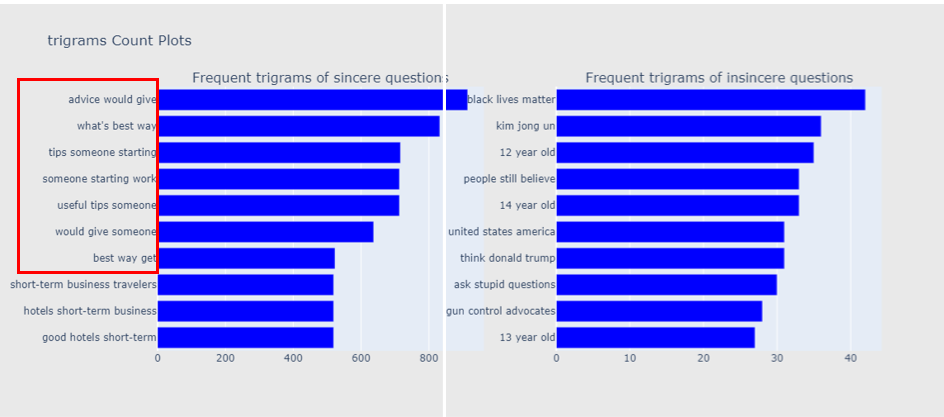 trigrams Count Plots
Frequent trigrams of sincere questions
advice would give
what's best way
tips someone starting
someone starting work
useful tips someone
would give someone
best way get
short-term business travelers
hotels short-term business
good hotels short-term
0 200 400 600 800
Frequent trigrams of insincere questions
black lives matter
kim jong un
12 year old
people still believe
14 year old
united states america
think donald trump
ask stupid questions
gun control advocates
13 year old
0 10 20 30 40